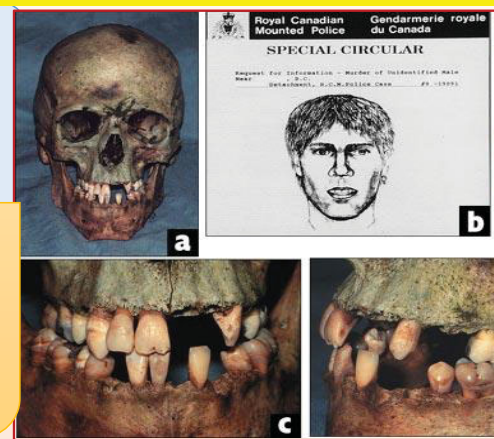 Royal Canadian Gendarmerie royale
Mounted Police du Canada
SPECIAL CIRCULAR
Request for Information - Murder of Unidentified Male
Near , B.C.
Detachment, R.C.M.Police Case
a
b
c